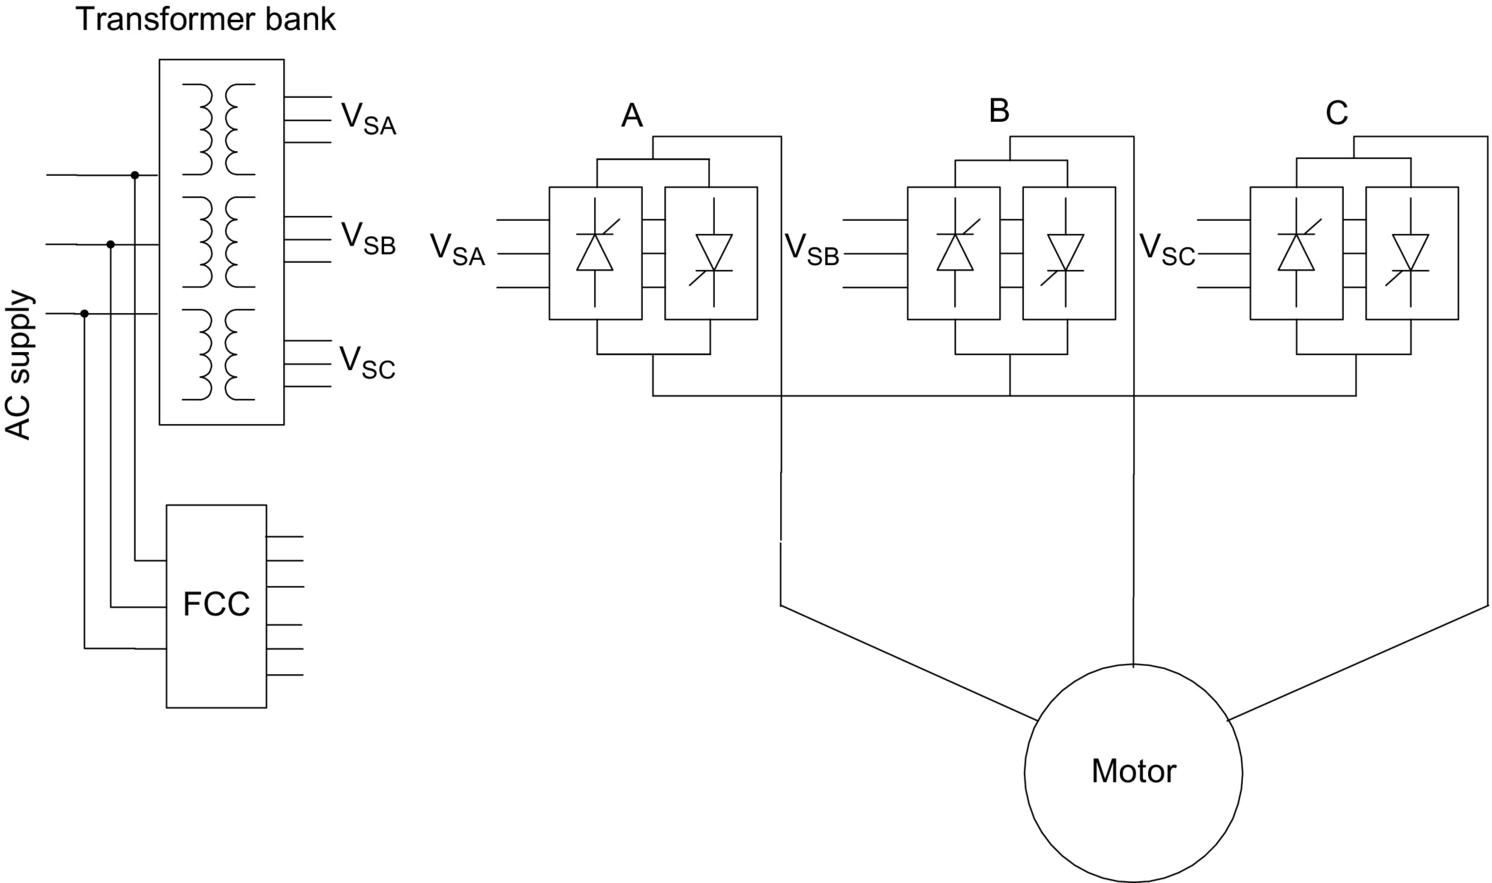 Transformer bank
V_SA
V_SB
V_SC
AC supply
FCC
A
B
C
V_SA
V_SB
V_SC
Motor